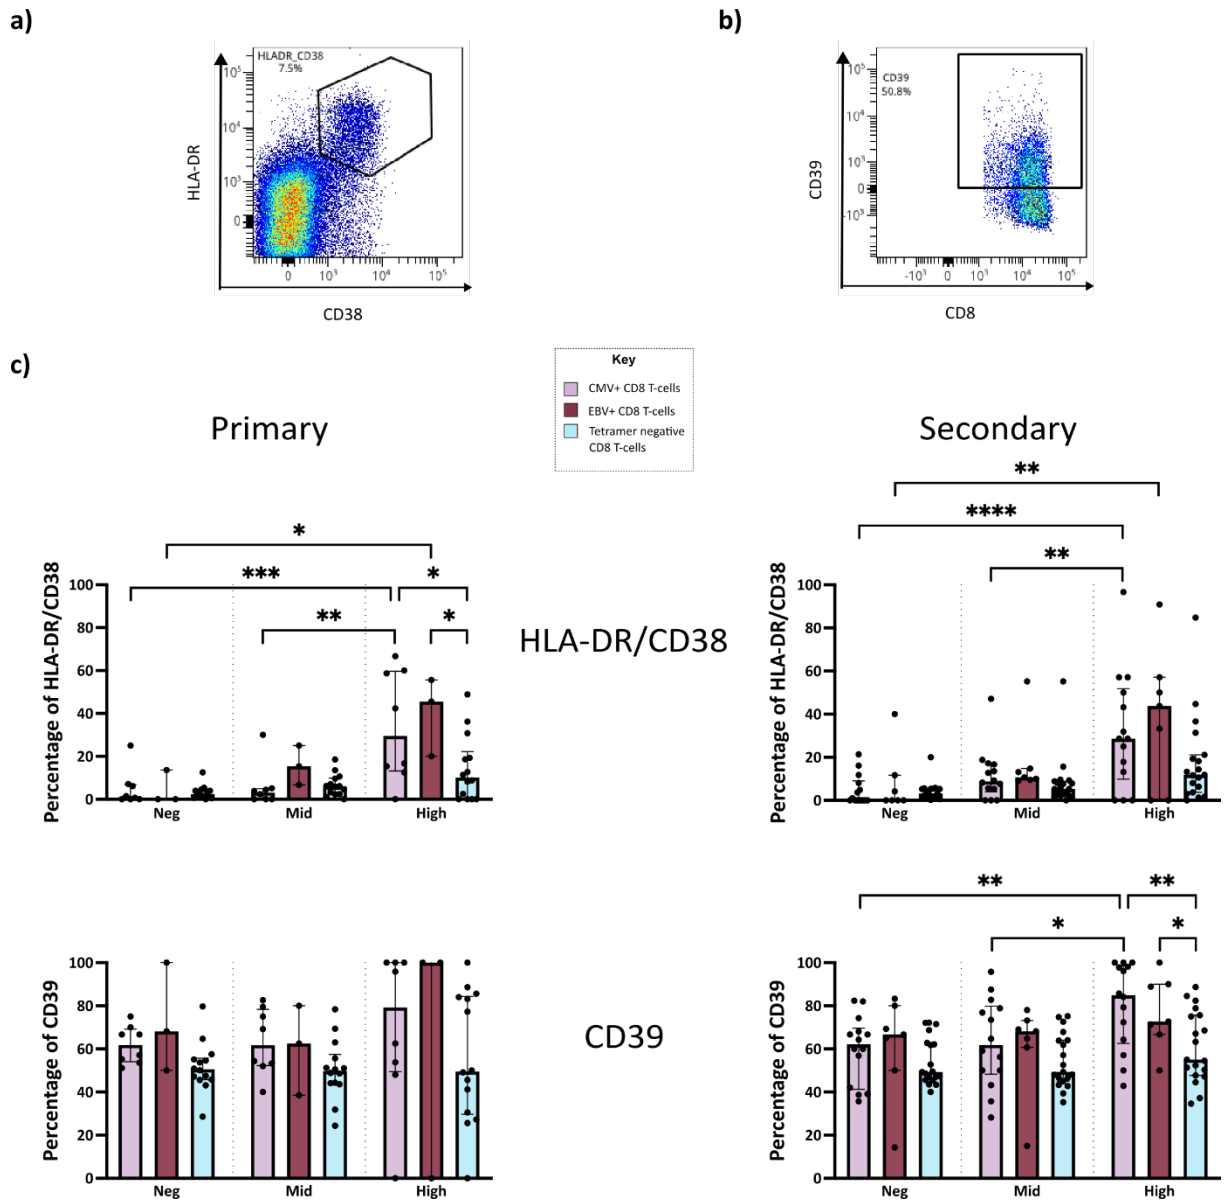 a)
b)
HLADR_CD38
7.5%
10⁵
10⁴
10³
0
HLA-DR
0 10³ 10⁴ 10⁵
CD38
CD39
50.8%
10⁵
10⁴
10³
0
-10³
CD39
-10³ 0 10³ 10⁴ 10⁵
CD8
c)
Key
CMV+ CD8 T-cells
EBV+ CD8 T-cells
Tetramer negative
CD8 T-cells
Primary
Secondary
HLA-DR/CD38
Percentage of HLA-DR/CD38
100
80
60
40
20
0
*
***
*
**
*
Neg Mid High
Percentage of HLA-DR/CD38
100
80
60
40
20
0
**
****
**
Neg Mid High
CD39
Percentage of CD39
100
80
60
40
20
0
Neg Mid High
Percentage of CD39
100
80
60
40
20
0
**
**
*
*
Neg Mid High